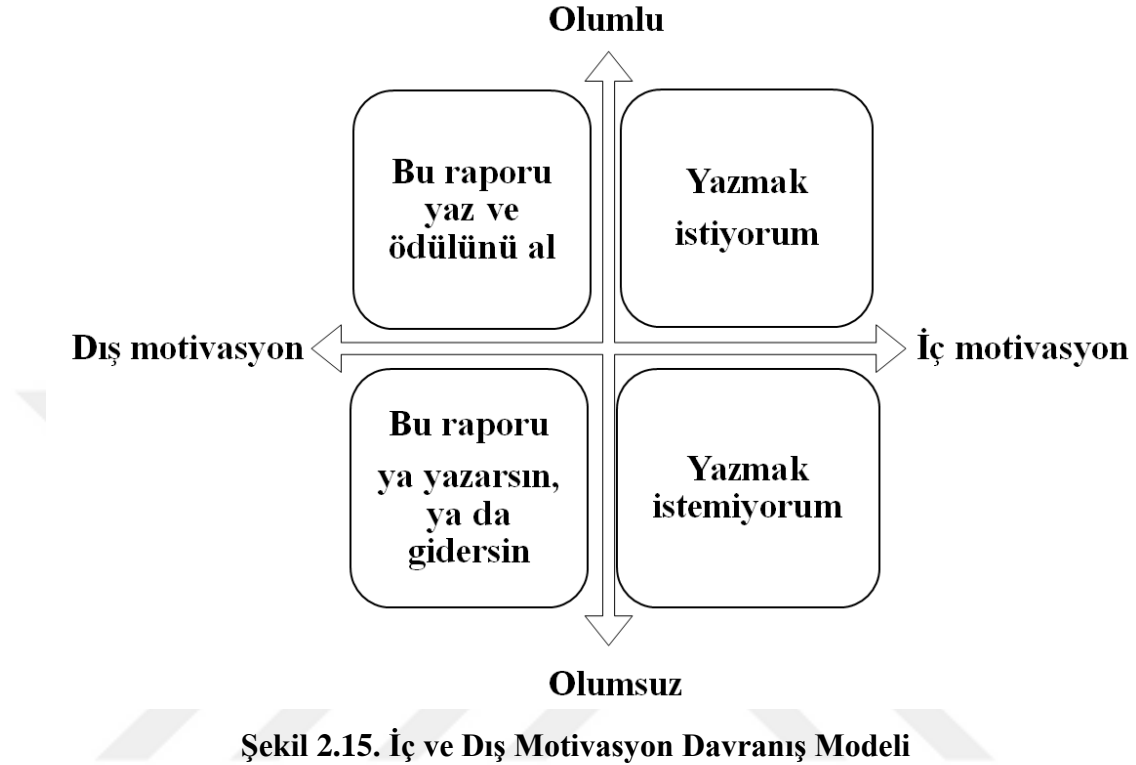 Olumlu
Bu raporu
yaz ve
ödülünü al
Yazmak
istiyorum
Dış motivasyon
İç motivasyon
Bu raporu
ya yazarsın,
ya da
gidersin
Yazmak
istemiyorum
Olumsuz
Şekil 2.15. İç ve Dış Motivasyon Davranış Modeli